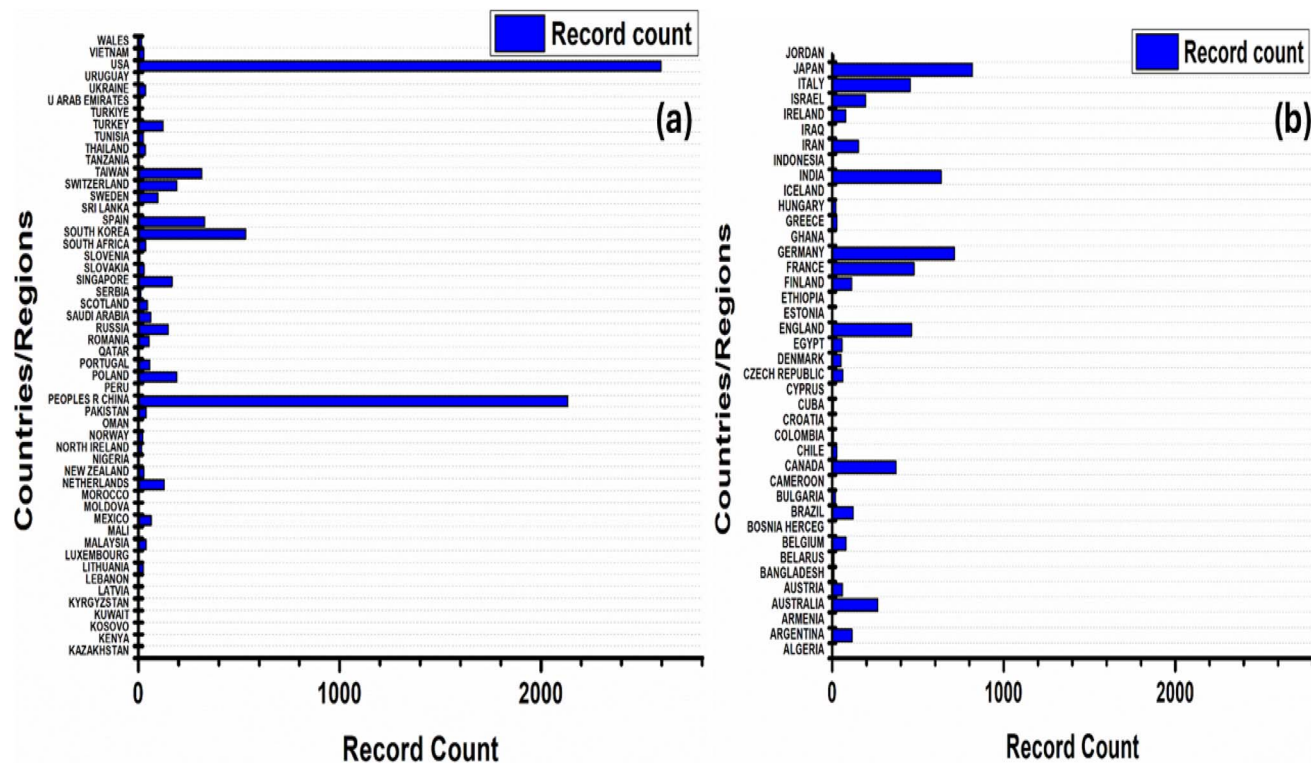 Record count
(a)
Countries/Regions
WALES
VIETNAM
USA
URUGUAY
UKRAINE
U ARAB EMIRATES
TURKIYE
TURKEY
TUNISIA
THAILAND
TANZANIA
TAIWAN
SWITZERLAND
SWEDEN
SRI LANKA
SPAIN
SOUTH KOREA
SOUTH AFRICA
SLOVENIA
SLOVAKIA
SINGAPORE
SERBIA
SCOTLAND
SAUDI ARABIA
RUSSIA
ROMANIA
QATAR
PORTUGAL
POLAND
PERU
PEOPLES R CHINA
PAKISTAN
OMAN
NORWAY
NORTH IRELAND
NIGERIA
NEW ZEALAND
NETHERLANDS
MOROCCO
MOLDOVA
MEXICO
MALI
MALAYSIA
LUXEMBOURG
LITHUANIA
LEBANON
LATVIA
KYRGYZSTAN
KUWAIT
KOSOVO
KENYA
KAZAKHSTAN
0 1000 2000
Record Count
Record count
(b)
Countries/Regions
JORDAN
JAPAN
ITALY
ISRAEL
IRELAND
IRAQ
IRAN
INDONESIA
INDIA
ICELAND
HUNGARY
GREECE
GHANA
GERMANY
FRANCE
FINLAND
ETHIOPIA
ESTONIA
ENGLAND
EGYPT
DENMARK
CZECH REPUBLIC
CYPRUS
CUBA
CROATIA
COLOMBIA
CHILE
CANADA
CAMEROON
BULGARIA
BRAZIL
BOSNIA HERCEG
BELGIUM
BELARUS
BANGLADESH
AUSTRIA
AUSTRALIA
ARMENIA
ARGENTINA
ALGERIA
0 1000 2000
Record Count